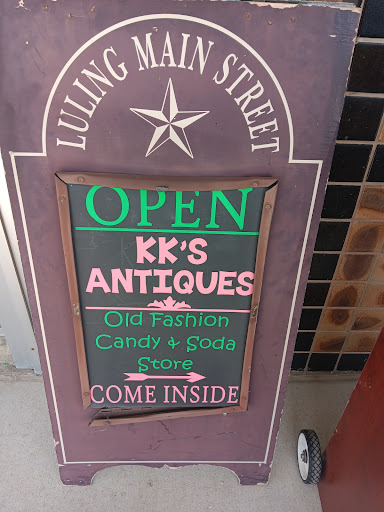 LULING MAIN STREET
OPEN
KK'S
ANTIQUES
Old Fashion
Candy & Soda
Store
COME INSIDE